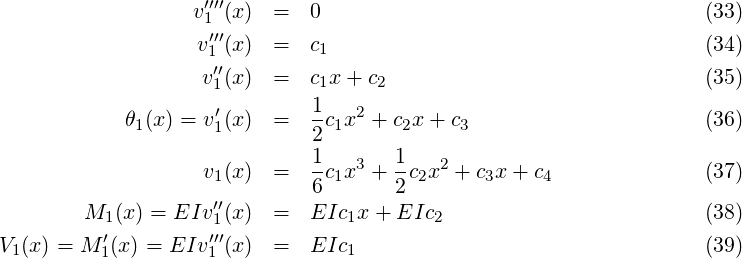 v₁''''(x) = 0 (33)
v₁'''(x) = c₁ (34)
v₁''(x) = c₁x + c₂ (35)
θ₁(x) = v₁'(x) = 1/2 c₁x² + c₂x + c₃ (36)
v₁(x) = 1/6 c₁x³ + 1/2 c₂x² + c₃x + c₄ (37)
M₁(x) = EIv₁''(x) = EIc₁x + EIc₂ (38)
V₁(x) = M₁'(x) = EIv₁'''(x) = EIc₁ (39)